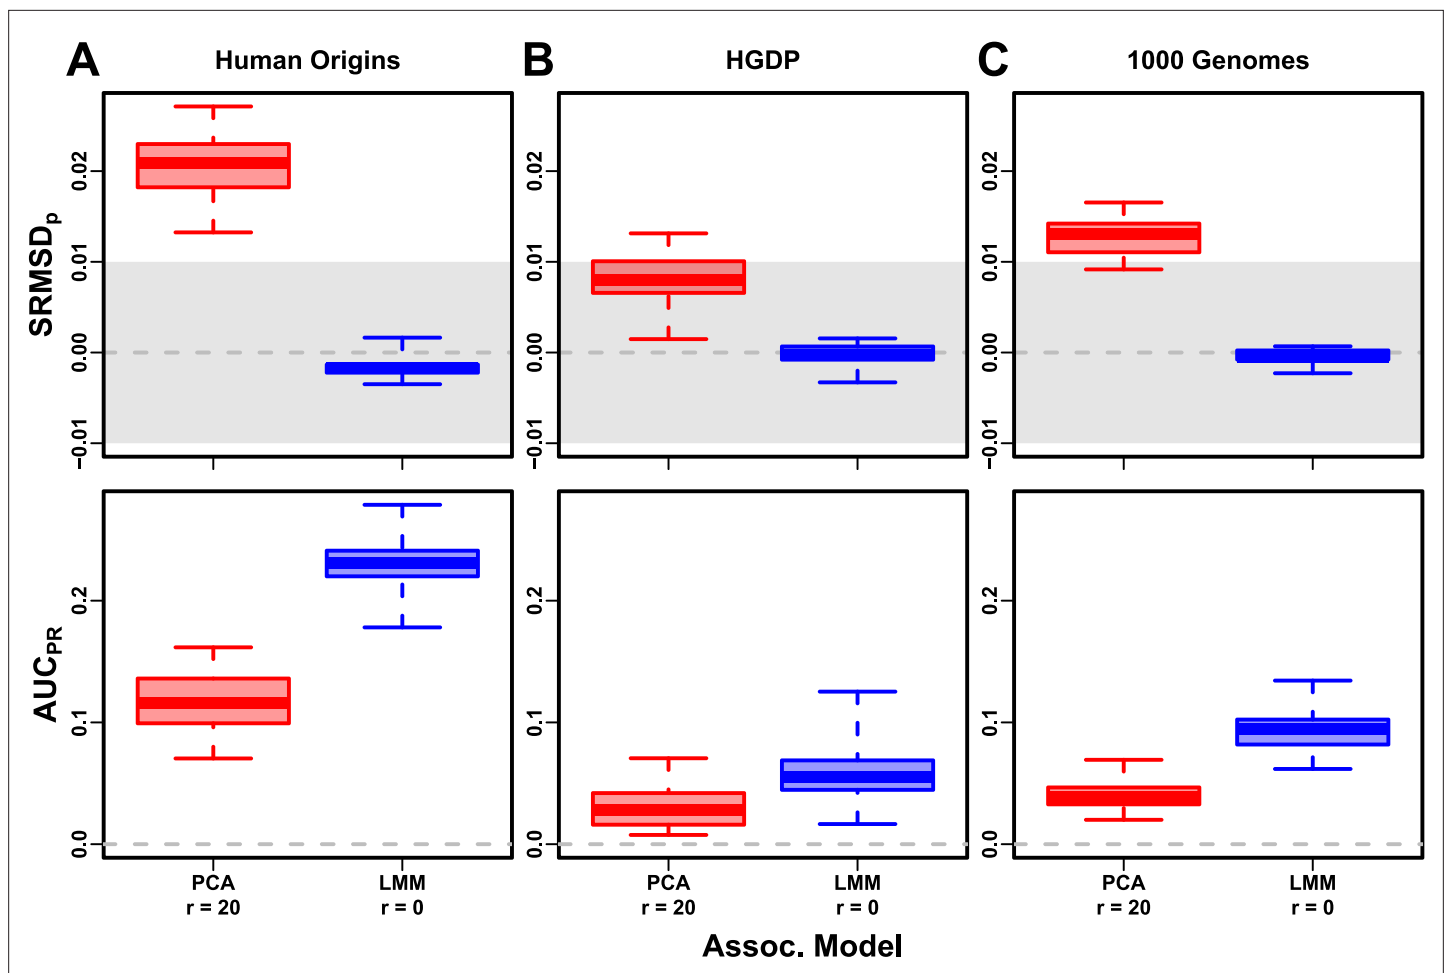 A Human Origins
B HGDP
C 1000 Genomes
SRMSDp
−0.01 0.00 0.01 0.02
−0.01 0.00 0.01 0.02
−0.01 0.00 0.01 0.02
AUCPR
0.0 0.1 0.2
0.0 0.1 0.2
0.0 0.1 0.2
PCA LMM PCA LMM PCA LMM
r = 20 r = 0 r = 20 r = 0 r = 20 r = 0
Assoc. Model